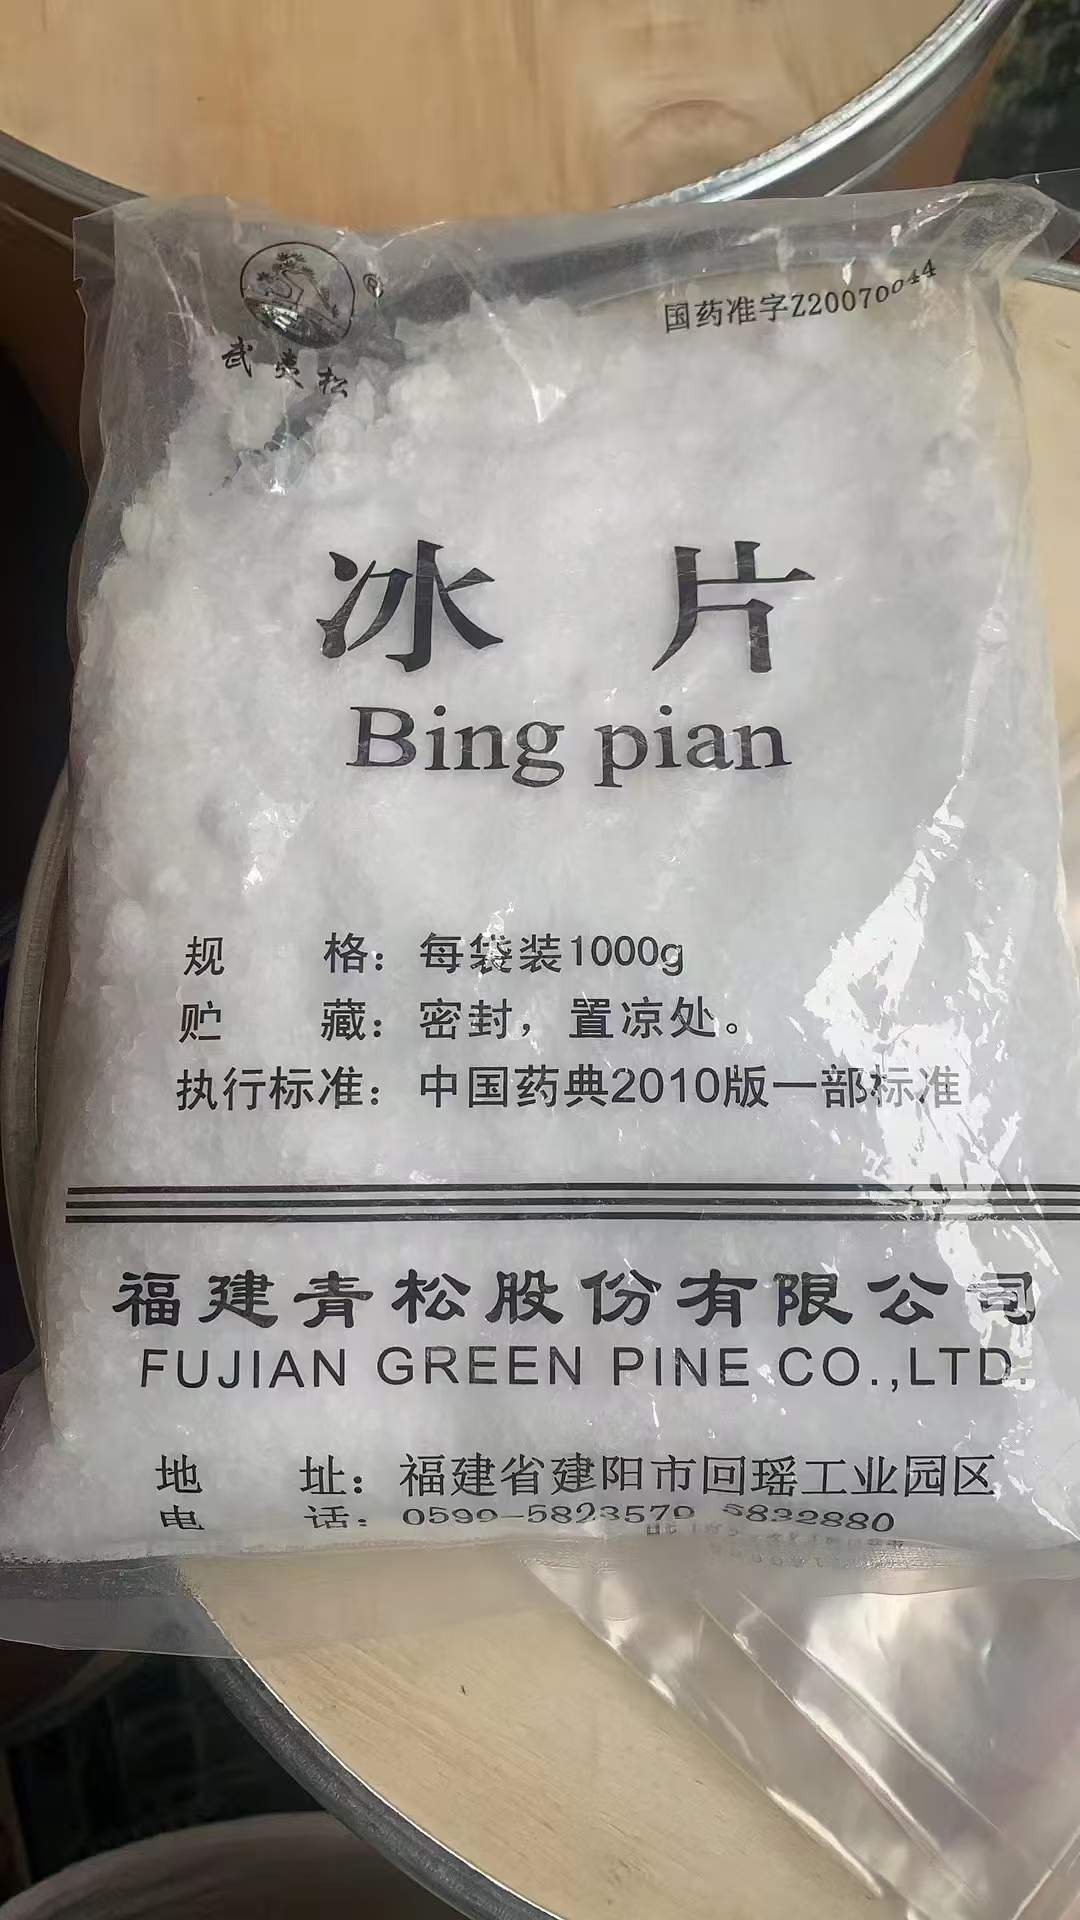 ®
武夷松
国药准字Z20070044
冰片
Bing pian
规 格：每袋装1000g
贮 藏：密封，置凉处。
执行标准：中国药典2010版一部标准
福建青松股份有限公司
FUJIAN GREEN PINE CO.,LTD.
地 址：福建省建阳市回瑶工业园区
电 话：0599-5823570 5832880